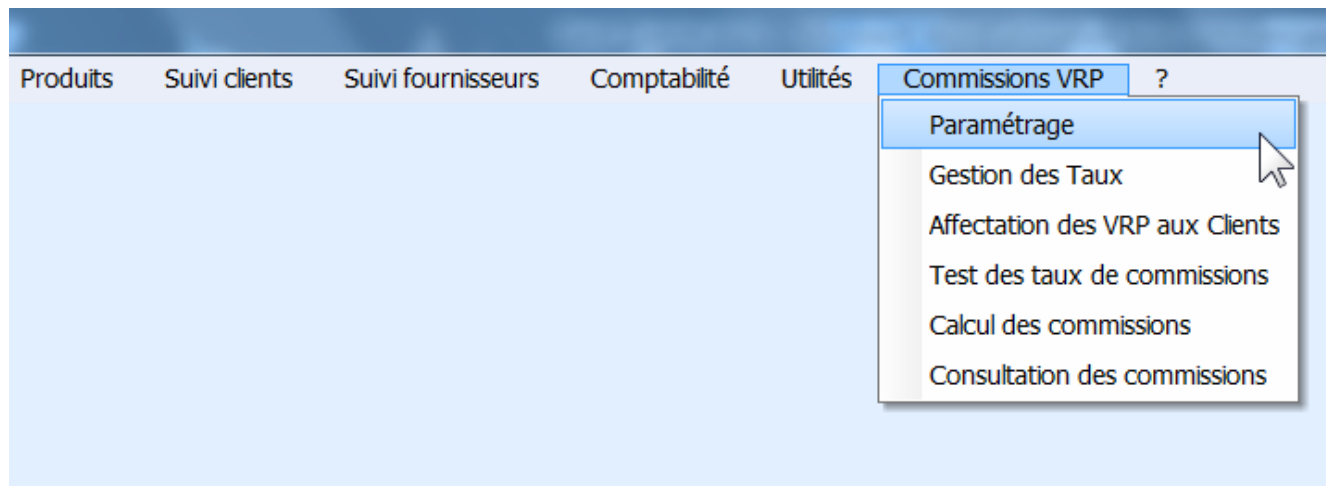 Produits Suivi clients Suivi fournisseurs Comptabilité Utilités Commissions VRP ?
Paramétrage
Gestion des Taux
Affectation des VRP aux Clients
Test des taux de commissions
Calcul des commissions
Consultation des commissions